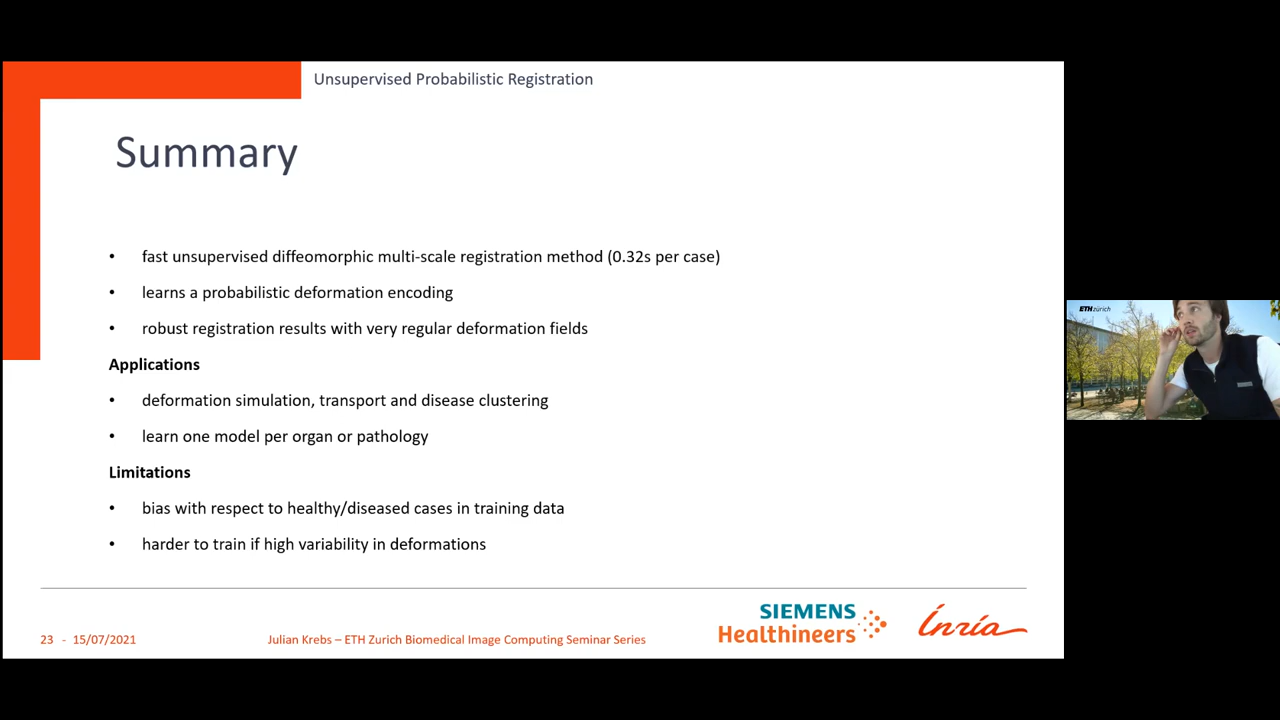 Unsupervised Probabilistic Registration
Summary
• fast unsupervised diffeomorphic multi-scale registration method (0.32s per case)
• learns a probabilistic deformation encoding
• robust registration results with very regular deformation fields
Applications
• deformation simulation, transport and disease clustering
• learn one model per organ or pathology
Limitations
• bias with respect to healthy/diseased cases in training data
• harder to train if high variability in deformations
23 - 15/07/2021
Julian Krebs – ETH Zurich Biomedical Image Computing Seminar Series
SIEMENS
Healthineers
Inria
ETH zürich